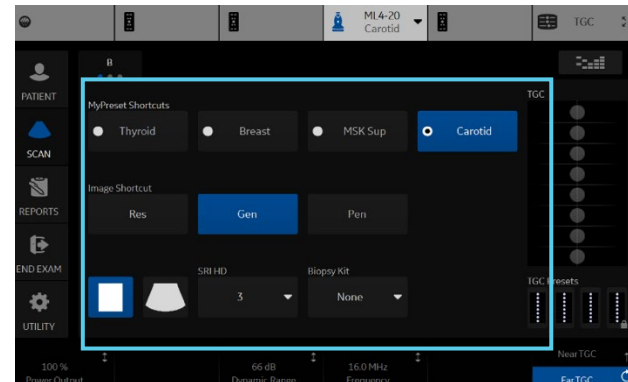 ML4-20
Carotid
TGC
B
PATIENT
MyPreset Shortcuts
TGC
Thyroid
Breast
MSK Sup
Carotid
SCAN
Image Shortcut
Res
Gen
Pen
REPORTS
SRI HD
Biopsy Kit
END EXAM
TGC Presets
3
None
UTILITY
100 %
66 dB
16.0 MHz
Near TGC
Power Output
Dynamic Range
Frequency
Far TGC